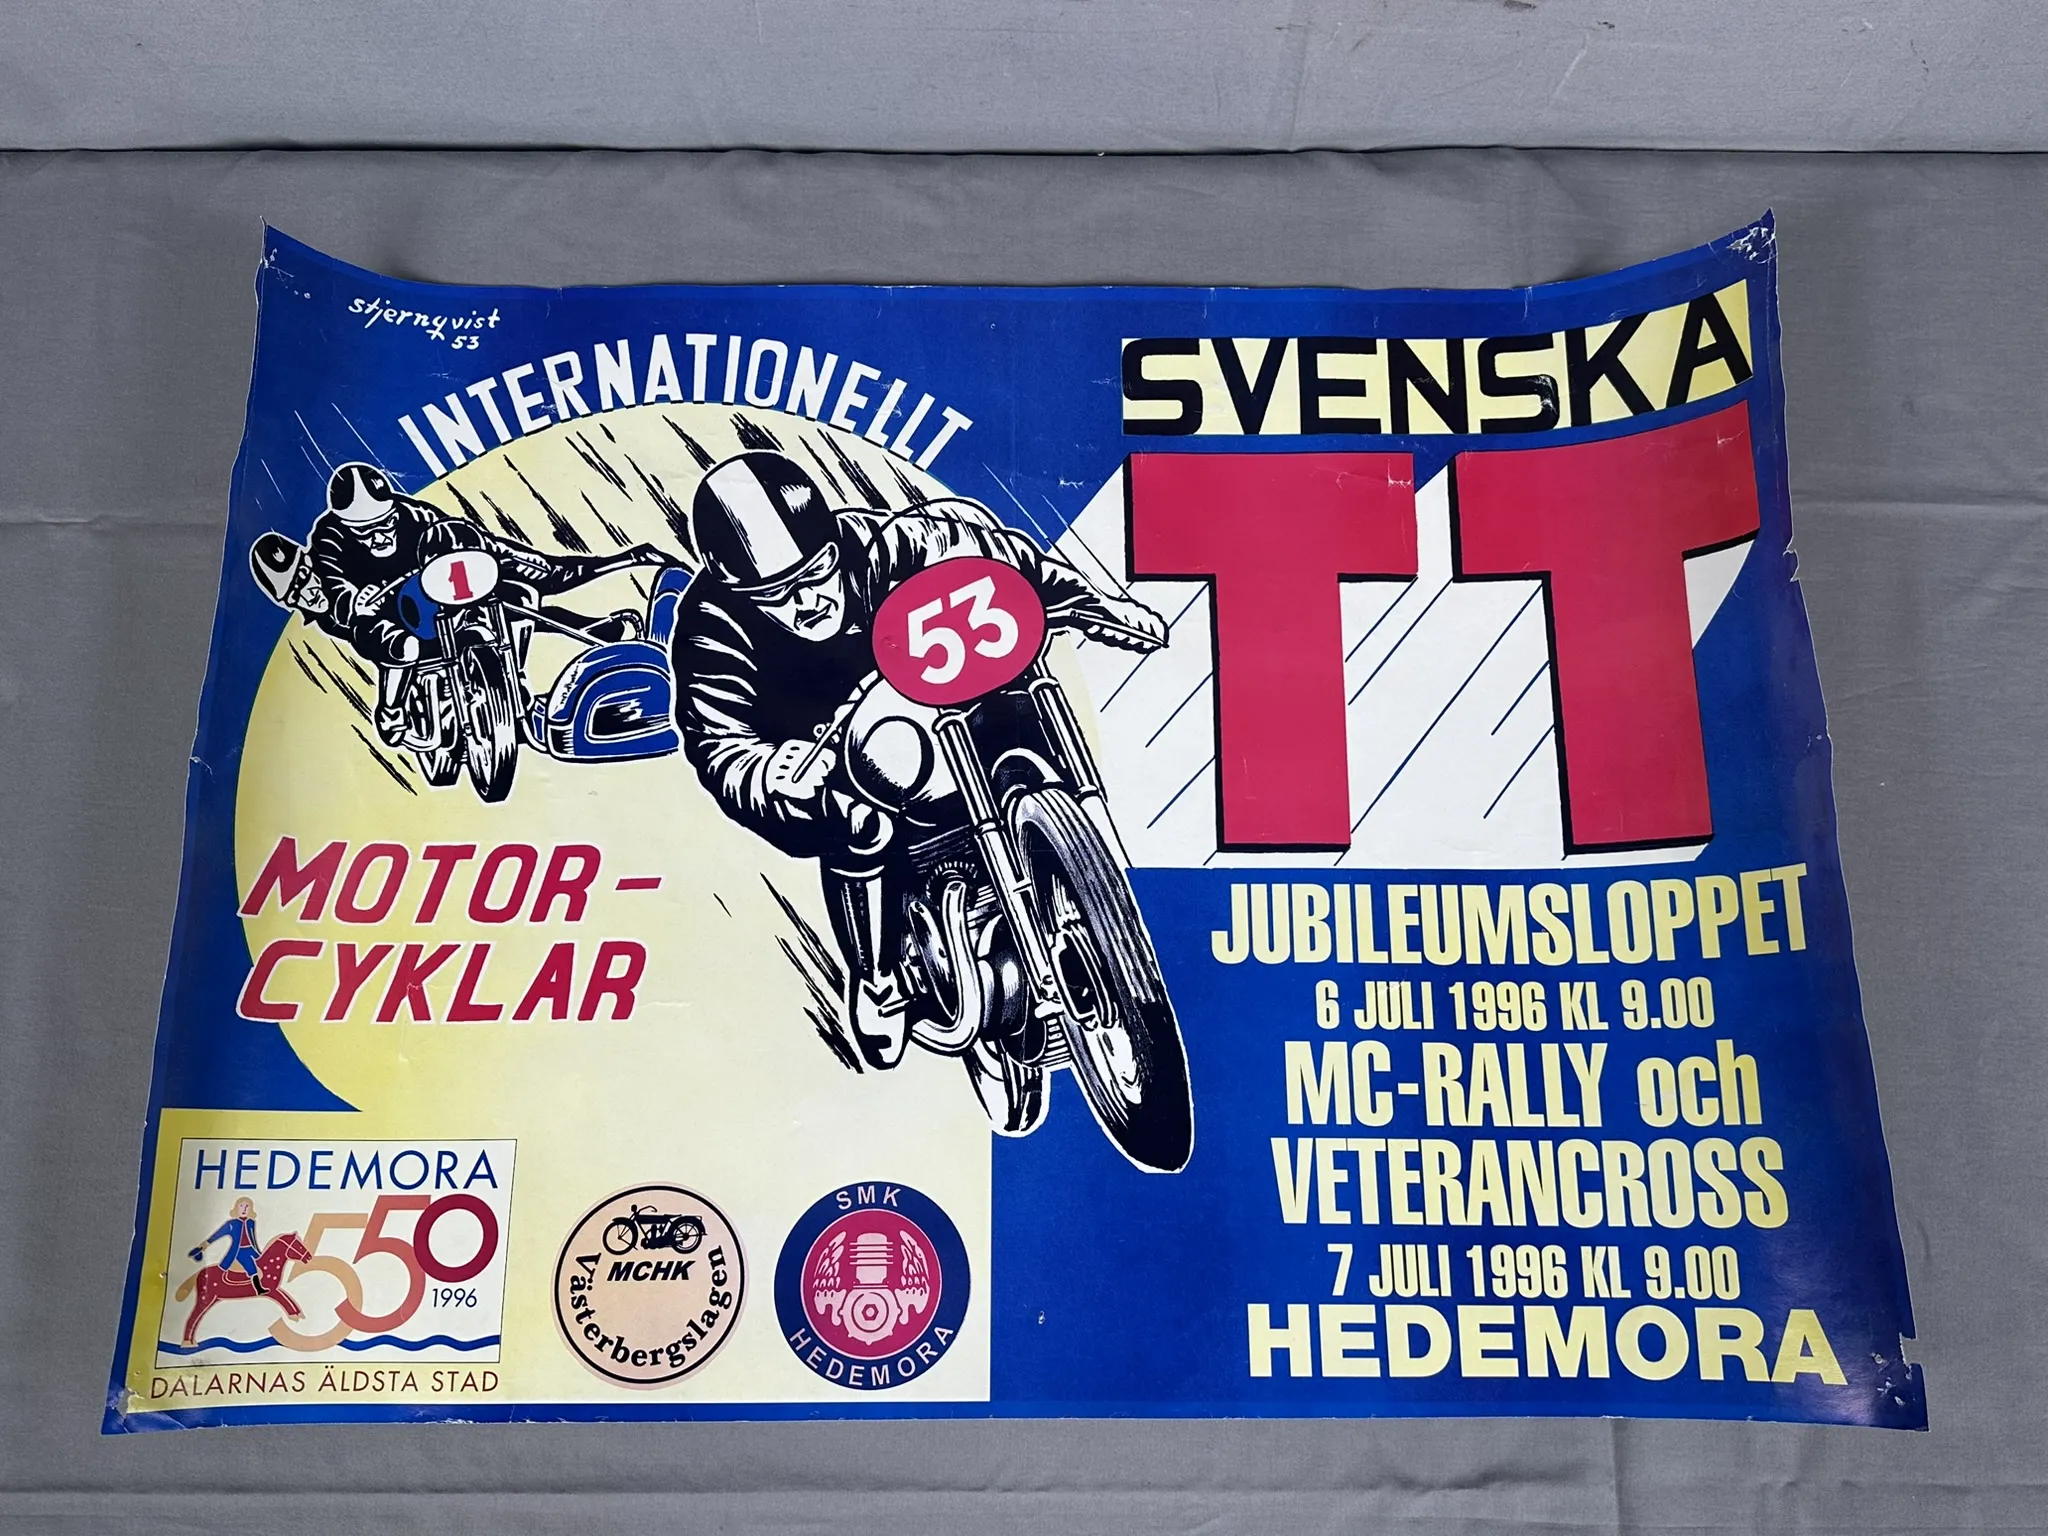 stjernqvist
53
INTERNATIONELLT
SVENSKA
TT
1
53
MOTOR-
CYKLAR
JUBILEUMSLOPPET
6 JULI 1996 KL 9.00
MC-RALLY och
VETERANCROSS
7 JULI 1996 KL 9.00
HEDEMORA
HEDEMORA
550
1996
DALARNAS ÄLDSTA STAD
MCHK
Västerbergslagen
SMK
HEDEMORA